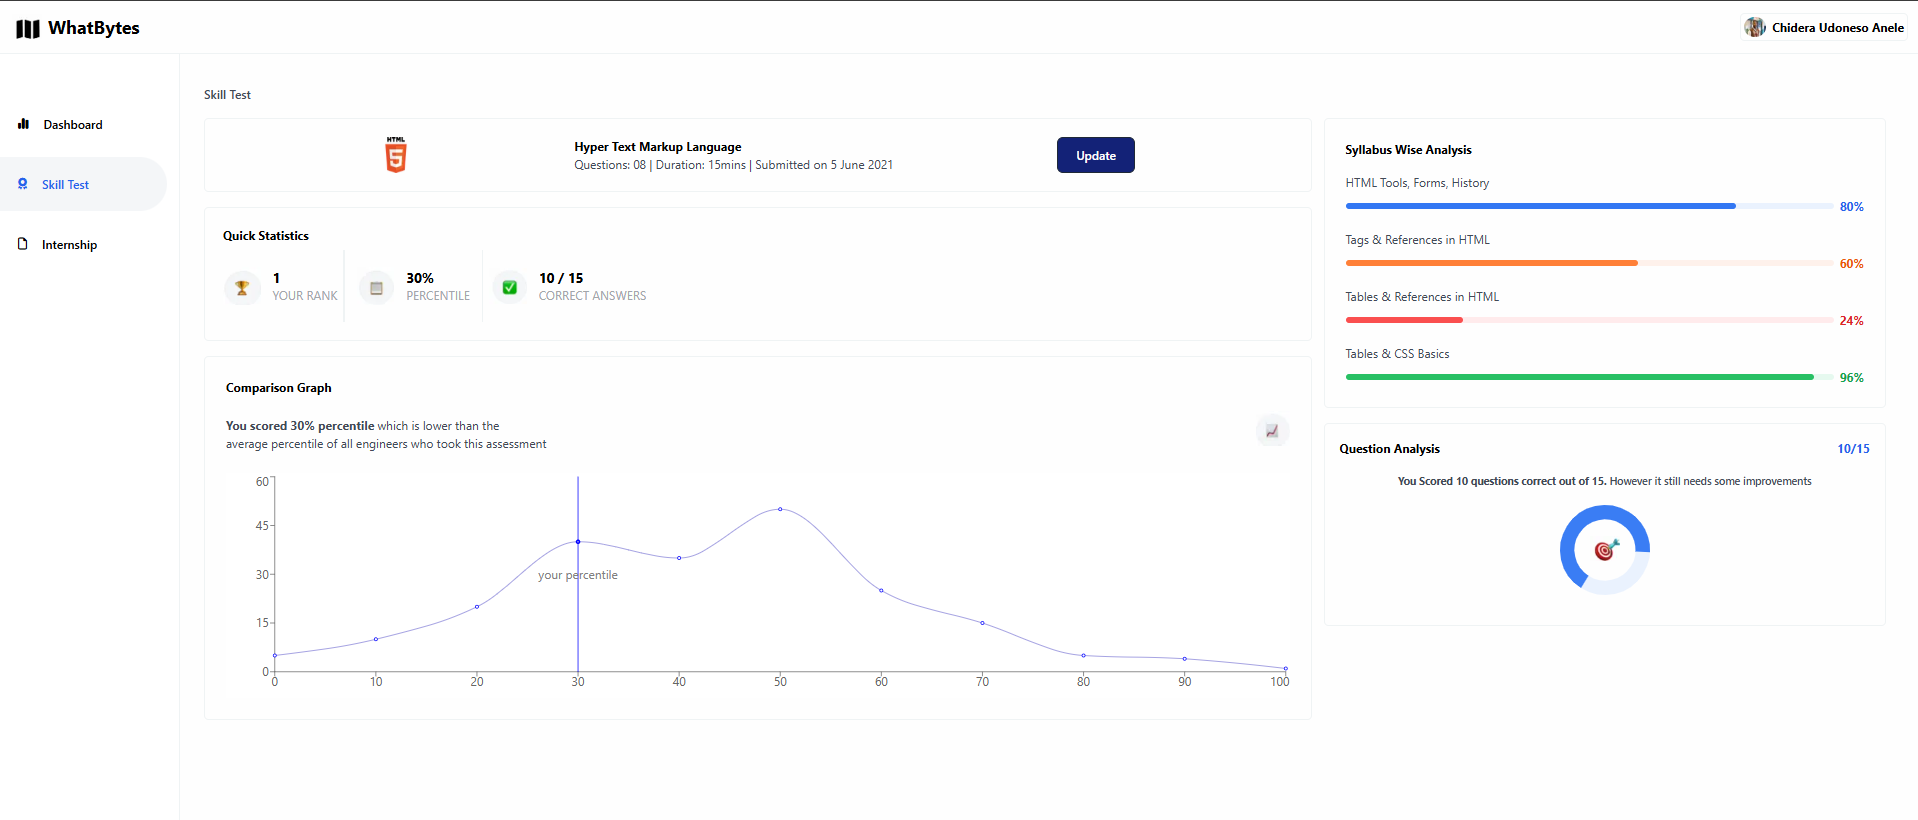 WhatBytes
Chidera Udoneso Anele
Dashboard
Skill Test
Internship
Skill Test
HTML
5
Hyper Text Markup Language
Questions: 08 | Duration: 15mins | Submitted on 5 June 2021
Update
Quick Statistics
1
YOUR RANK
30%
PERCENTILE
10 / 15
CORRECT ANSWERS
Comparison Graph
You scored 30% percentile which is lower than the
average percentile of all engineers who took this assessment
60
45
30
15
0
your percentile
0 10 20 30 40 50 60 70 80 90 100
Syllabus Wise Analysis
HTML Tools, Forms, History
80%
Tags & References in HTML
60%
Tables & References in HTML
24%
Tables & CSS Basics
96%
Question Analysis
10/15
You Scored 10 questions correct out of 15. However it still needs some improvements